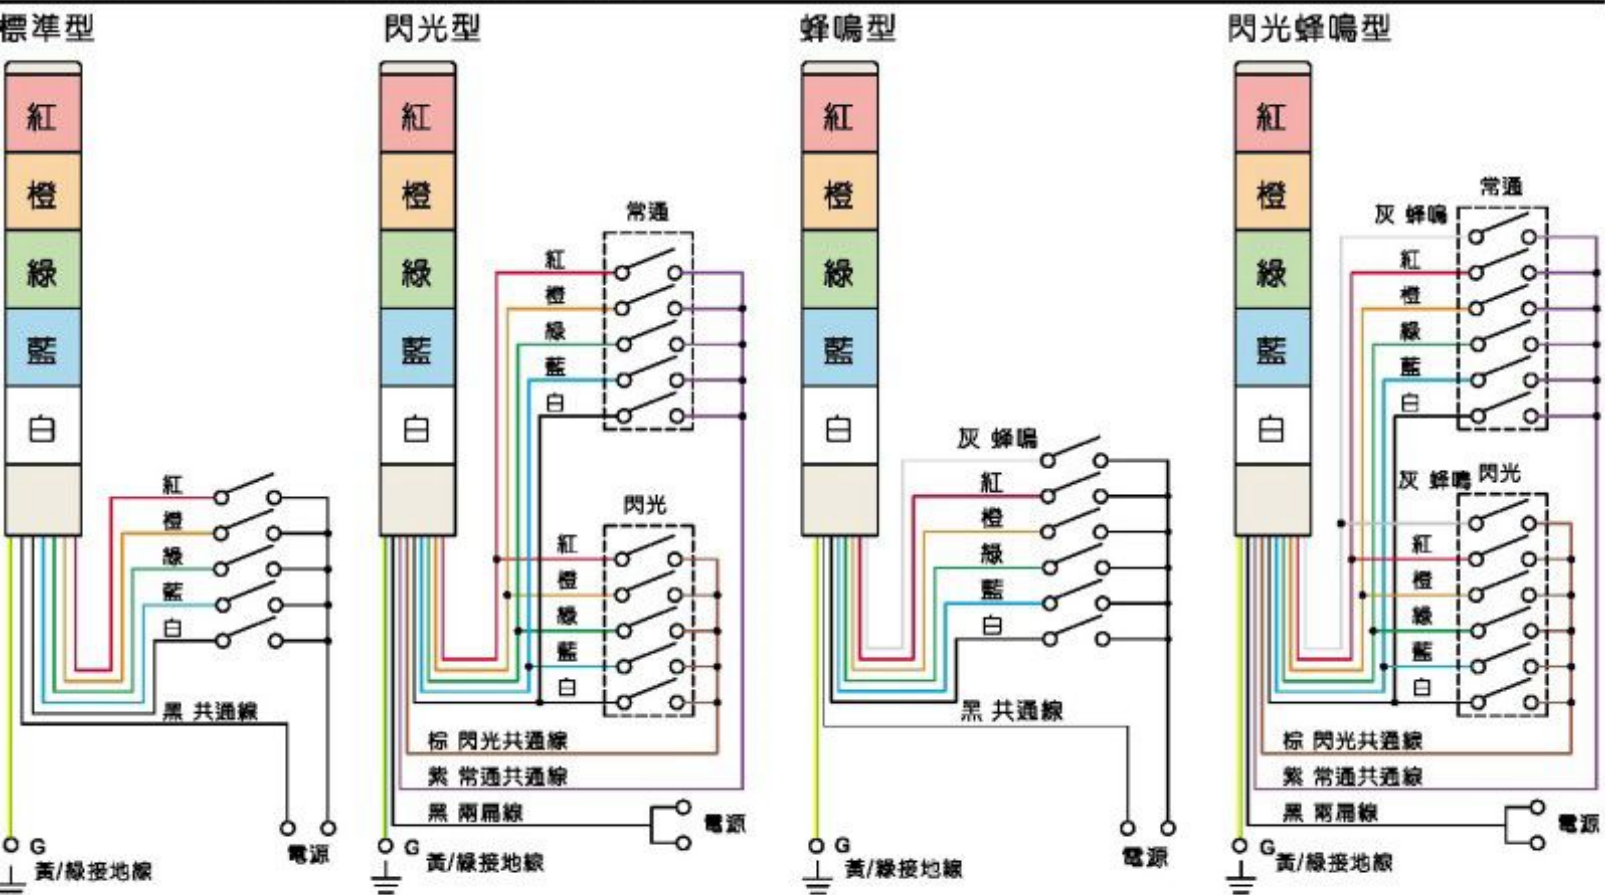 標準型
紅
橙
綠
藍
白
紅
橙
綠
藍
白
黑 共通線
G
黃/綠接地線
電源
閃光型
紅
橙
綠
藍
白
常通
紅
橙
綠
藍
白
閃光
紅
橙
綠
藍
白
棕 閃光共通線
紫 常通共通線
黑 兩扁線
電源
G
黃/綠接地線
蜂鳴型
紅
橙
綠
藍
白
灰 蜂鳴
紅
橙
綠
藍
白
黑 共通線
G
黃/綠接地線
電源
閃光蜂鳴型
紅
橙
綠
藍
白
常通
灰 蜂鳴
紅
橙
綠
藍
白
灰 蜂鳴
閃光
紅
橙
綠
藍
白
棕 閃光共通線
紫 常通共通線
黑 兩扁線
電源
G
黃/綠接地線